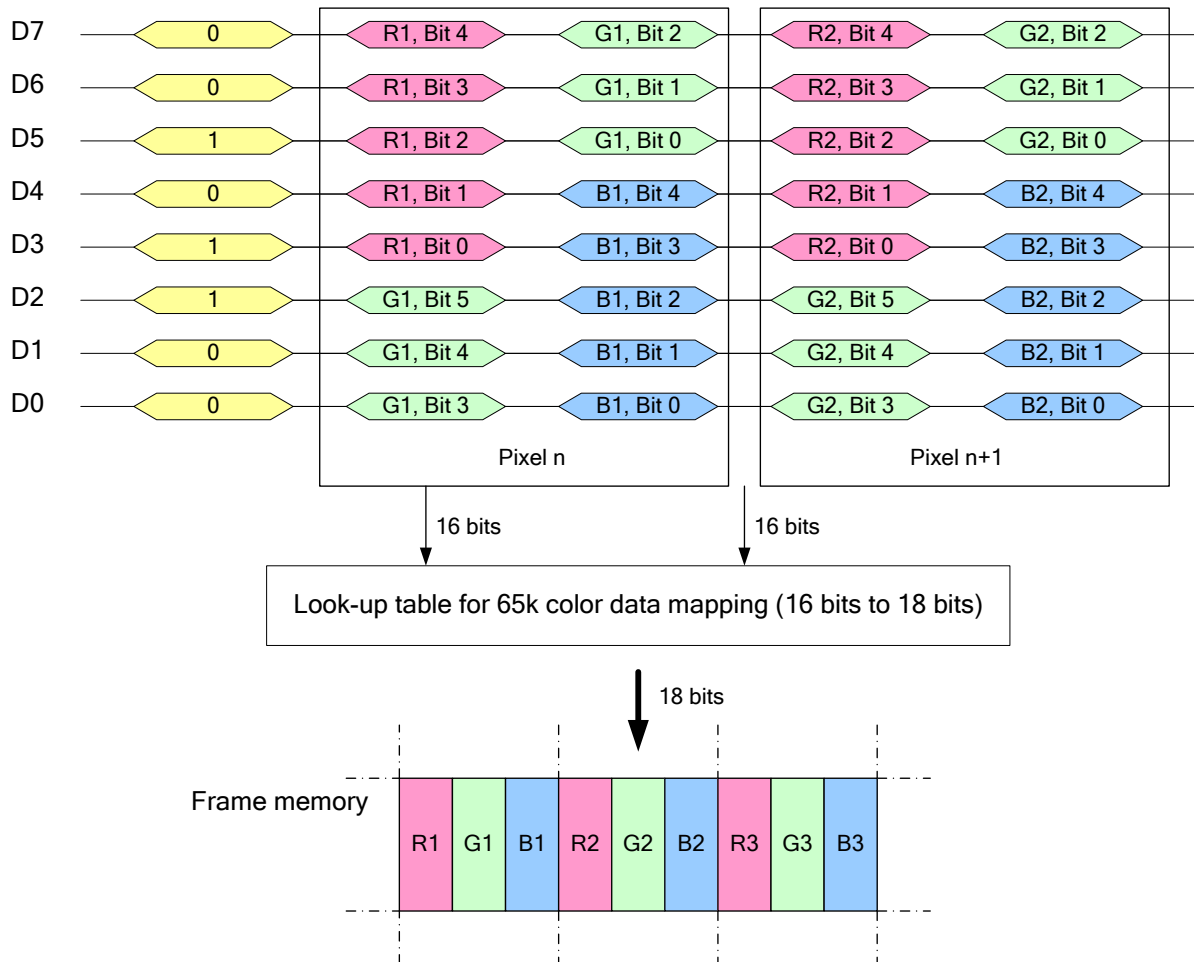 D7 0 R1, Bit 4 G1, Bit 2 R2, Bit 4 G2, Bit 2
D6 0 R1, Bit 3 G1, Bit 1 R2, Bit 3 G2, Bit 1
D5 1 R1, Bit 2 G1, Bit 0 R2, Bit 2 G2, Bit 0
D4 0 R1, Bit 1 B1, Bit 4 R2, Bit 1 B2, Bit 4
D3 1 R1, Bit 0 B1, Bit 3 R2, Bit 0 B2, Bit 3
D2 1 G1, Bit 5 B1, Bit 2 G2, Bit 5 B2, Bit 2
D1 0 G1, Bit 4 B1, Bit 1 G2, Bit 4 B2, Bit 1
D0 0 G1, Bit 3 B1, Bit 0 G2, Bit 3 B2, Bit 0
Pixel n Pixel n+1
16 bits 16 bits
Look-up table for 65k color data mapping (16 bits to 18 bits)
18 bits
Frame memory
R1 G1 B1 R2 G2 B2 R3 G3 B3